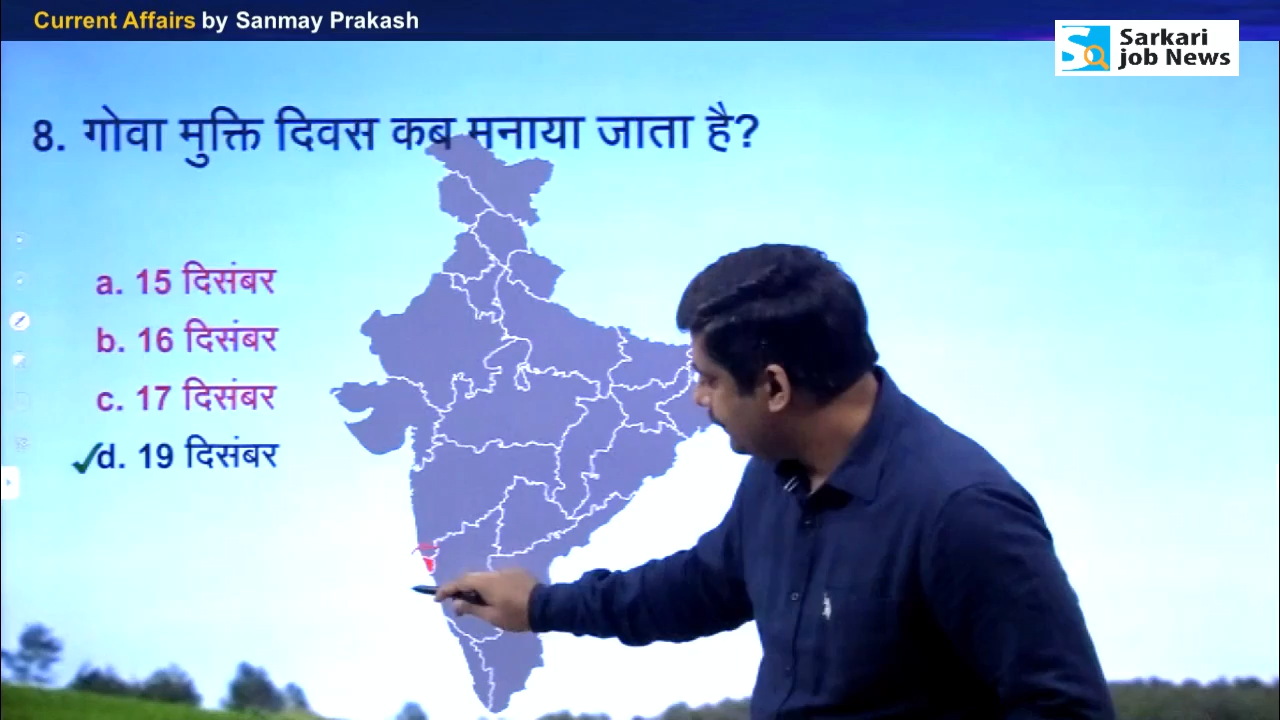 Current Affairs by Sanmay Prakash
Sarkari
Job News
8. गोवा मुक्ति दिवस कब मनाया जाता है?
a. 15 दिसंबर
b. 16 दिसंबर
c. 17 दिसंबर
d. 19 दिसंबर